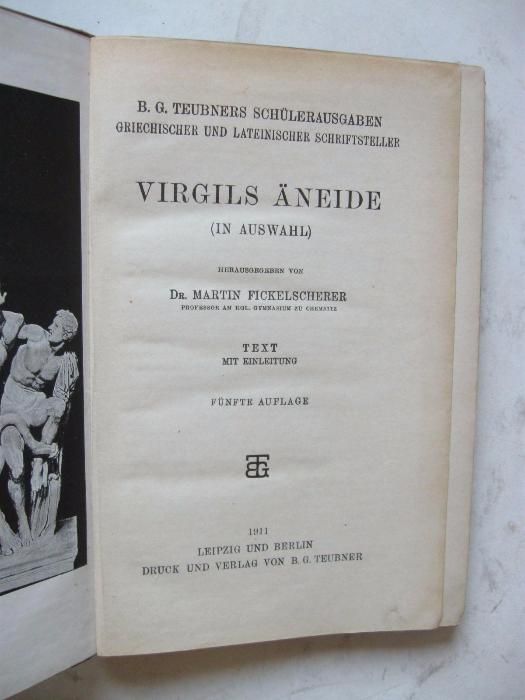 B. G. TEUBNERS SCHÜLERAUSGABEN
GRIECHISCHER UND LATEINISCHER SCHRIFTSTELLER
VIRGILS ÄNEIDE
(IN AUSWAHL)
HERAUSGEGEBEN VON
DR. MARTIN FICKELSCHERER
PROFESSOR AM KGL. GYMNASIUM ZU CHEMNITZ
TEXT
MIT EINLEITUNG
FÜNFTE AUFLAGE
BTG
1911
LEIPZIG UND BERLIN
DRUCK UND VERLAG VON B. G. TEUBNER